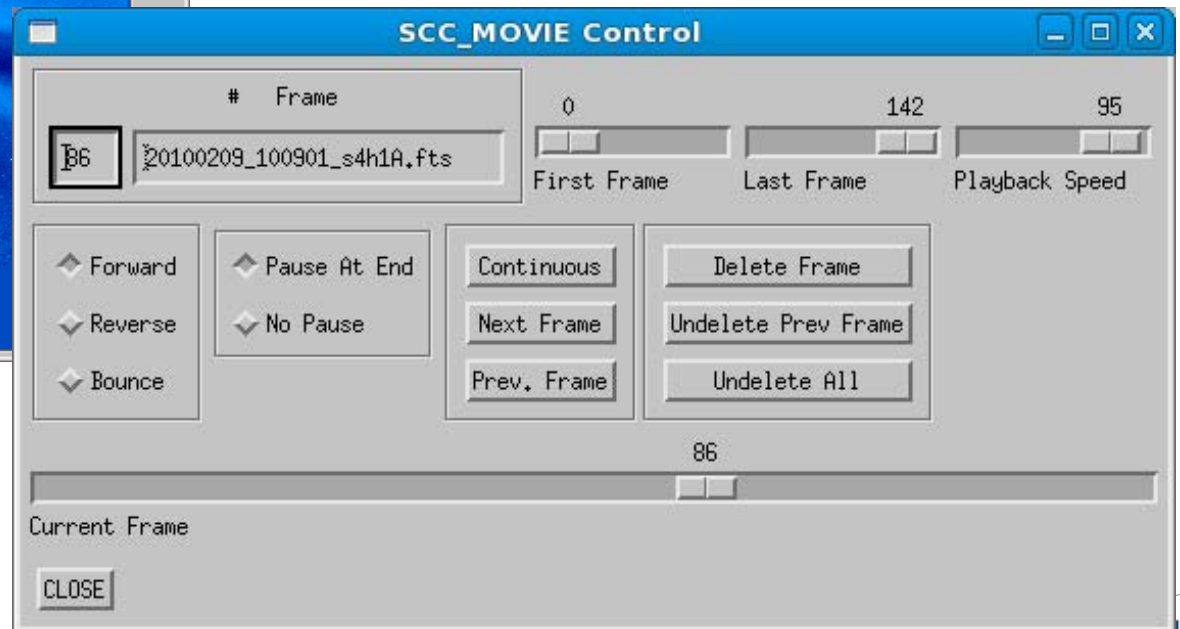 SCC_MOVIE Control
# Frame
0
142
95
86
20100209_100901_s4h1A.fts
First Frame
Last Frame
Playback Speed
Forward
Pause At End
Continuous
Delete Frame
Reverse
No Pause
Next Frame
Undelete Prev Frame
Bounce
Prev. Frame
Undelete All
86
Current Frame
CLOSE